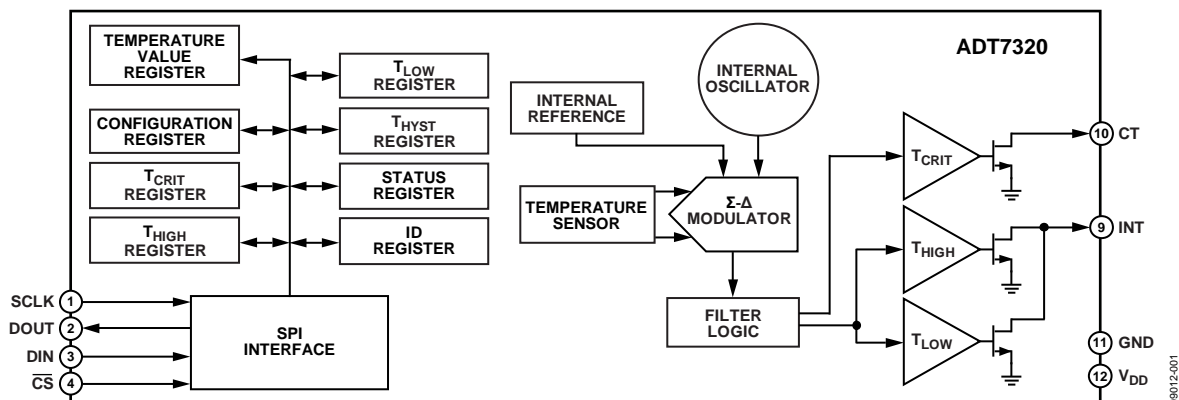 ADT7320
TEMPERATURE
VALUE
REGISTER
CONFIGURATION
REGISTER
TCRIT
REGISTER
THIGH
REGISTER
TLOW
REGISTER
THYST
REGISTER
STATUS
REGISTER
ID
REGISTER
SCLK 1
DOUT 2
DIN 3
CS 4
SPI
INTERFACE
INTERNAL
REFERENCE
INTERNAL
OSCILLATOR
TEMPERATURE
SENSOR
Σ-Δ
MODULATOR
FILTER
LOGIC
TCRIT
THIGH
TLOW
10 CT
9 INT
11 GND
12 VDD
09012-001